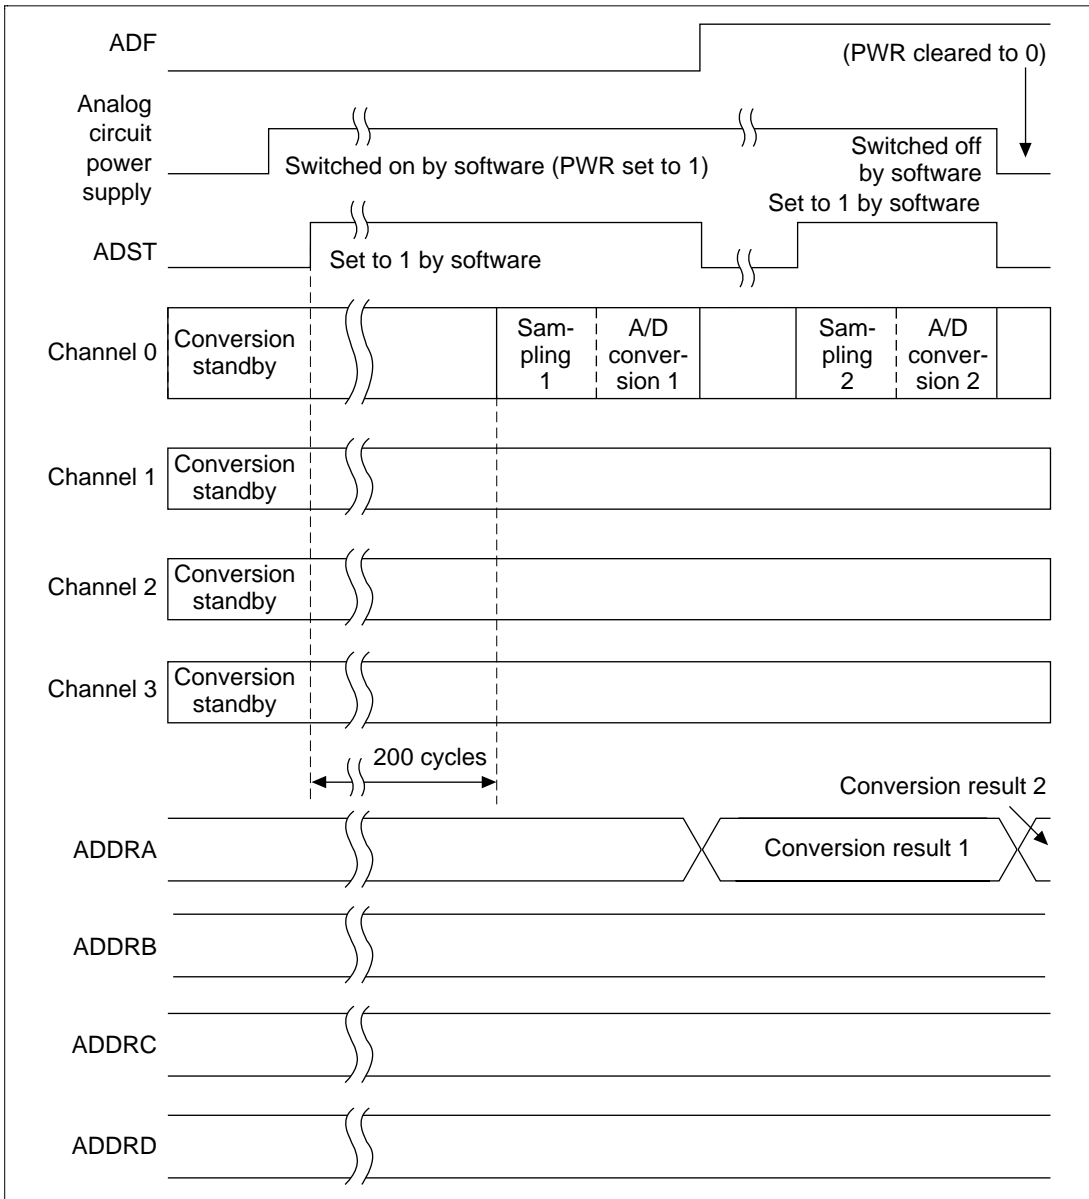 ADF
(PWR cleared to 0)
Analog
circuit
power
supply
Switched on by software (PWR set to 1)
Switched off
by software
Set to 1 by software
ADST
Set to 1 by software
Channel 0
Conversion
standby
Sam-
pling
1
A/D
conver-
sion 1
Sam-
pling
2
A/D
conver-
sion 2
Channel 1
Conversion
standby
Channel 2
Conversion
standby
Channel 3
Conversion
standby
200 cycles
Conversion result 2
ADDRA
Conversion result 1
ADDRB
ADDRC
ADDRD